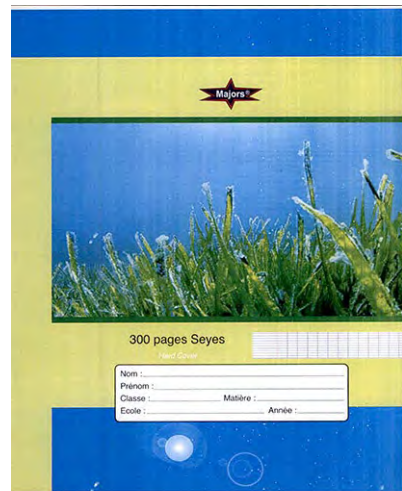 Majors®
300 pages Seyes
Hard Cover
Nom :
Prénom :
Classe : Matière :
Ecole : Année :